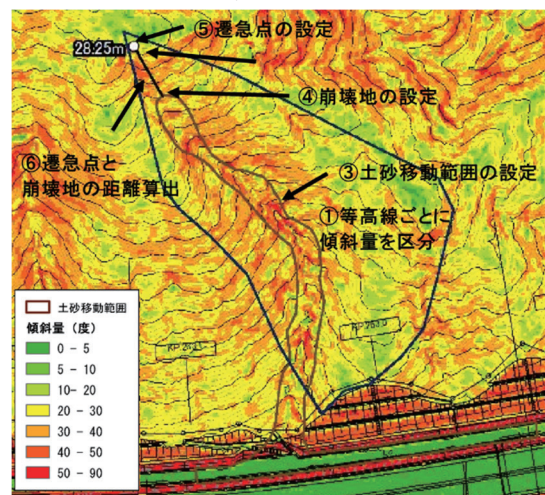 ⑤遷急点の設定
28.25m
④崩壊地の設定
⑥遷急点と
崩壊地の距離算出
③土砂移動範囲の設定
①等高線ごとに
傾斜量を区分
土砂移動範囲
傾斜量 (度)
0 - 5
5 - 10
10 - 20
20 - 30
30 - 40
40 - 50
50 - 90